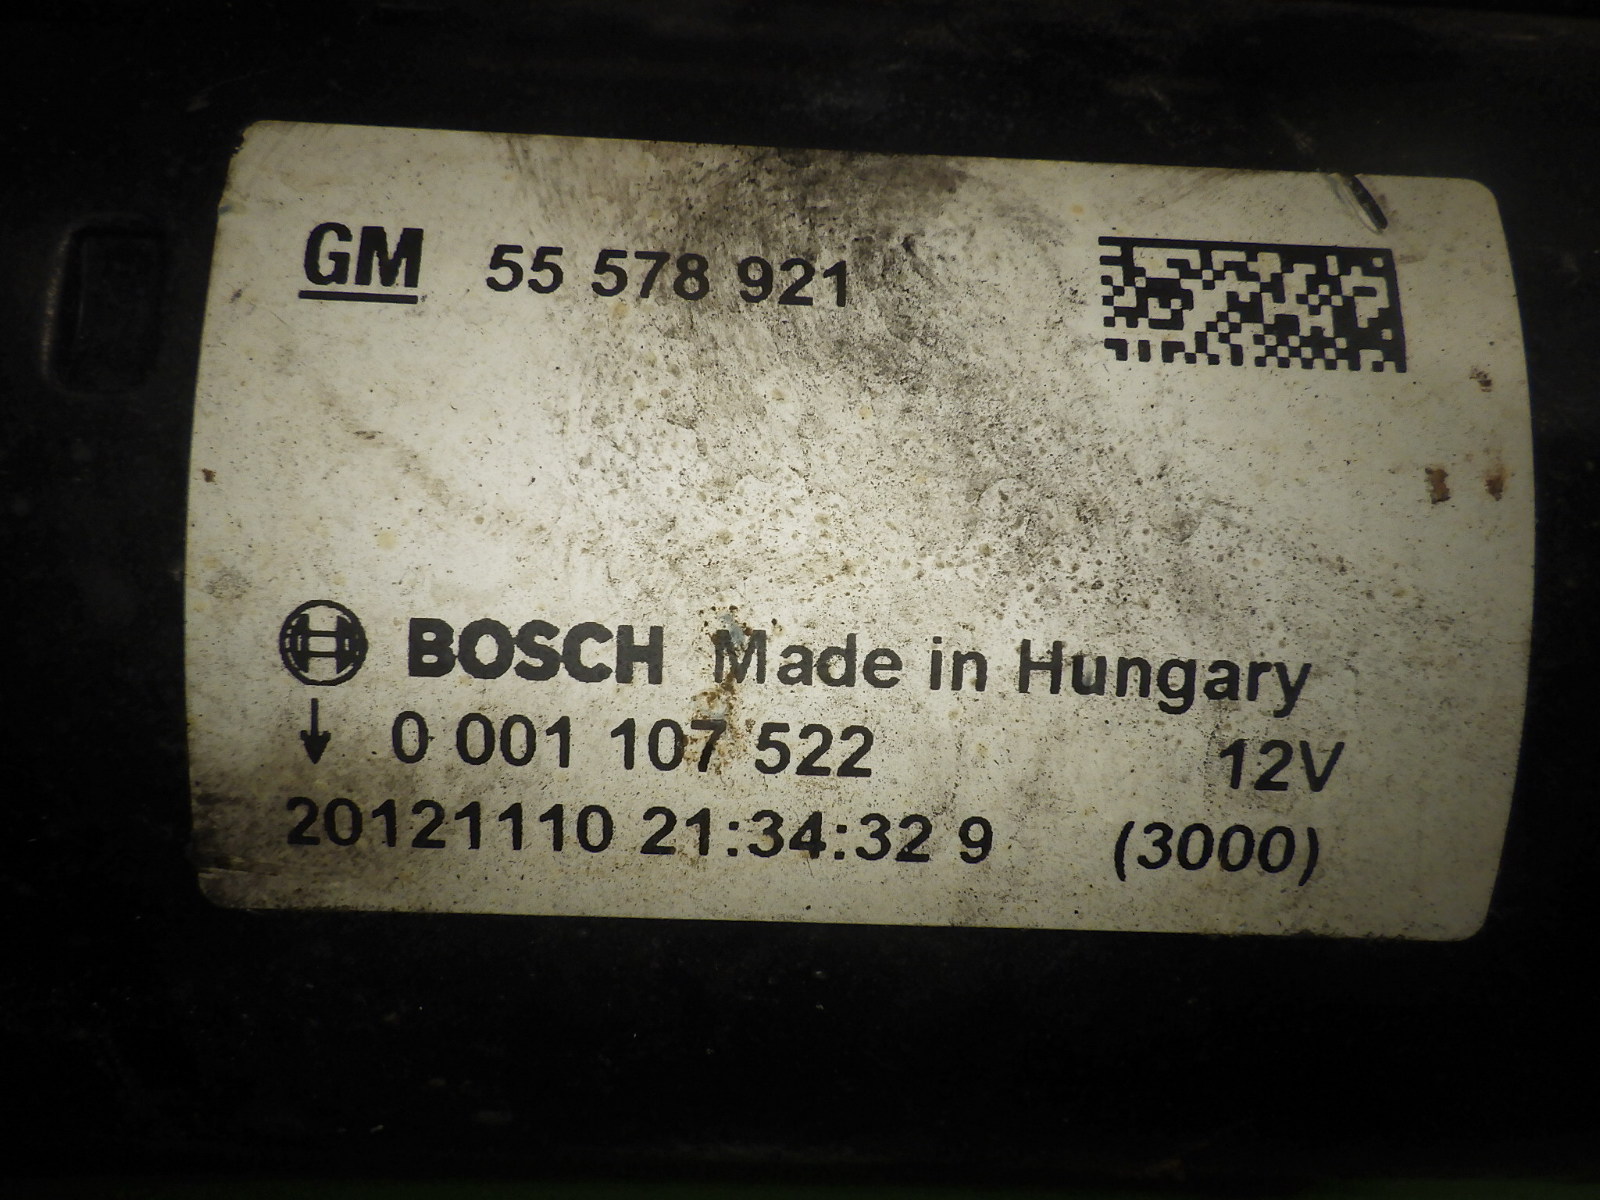 GM 55 578 921
BOSCH Made in Hungary
↓ 0 001 107 522 12V
20121110 21:34:32 9 (3000)